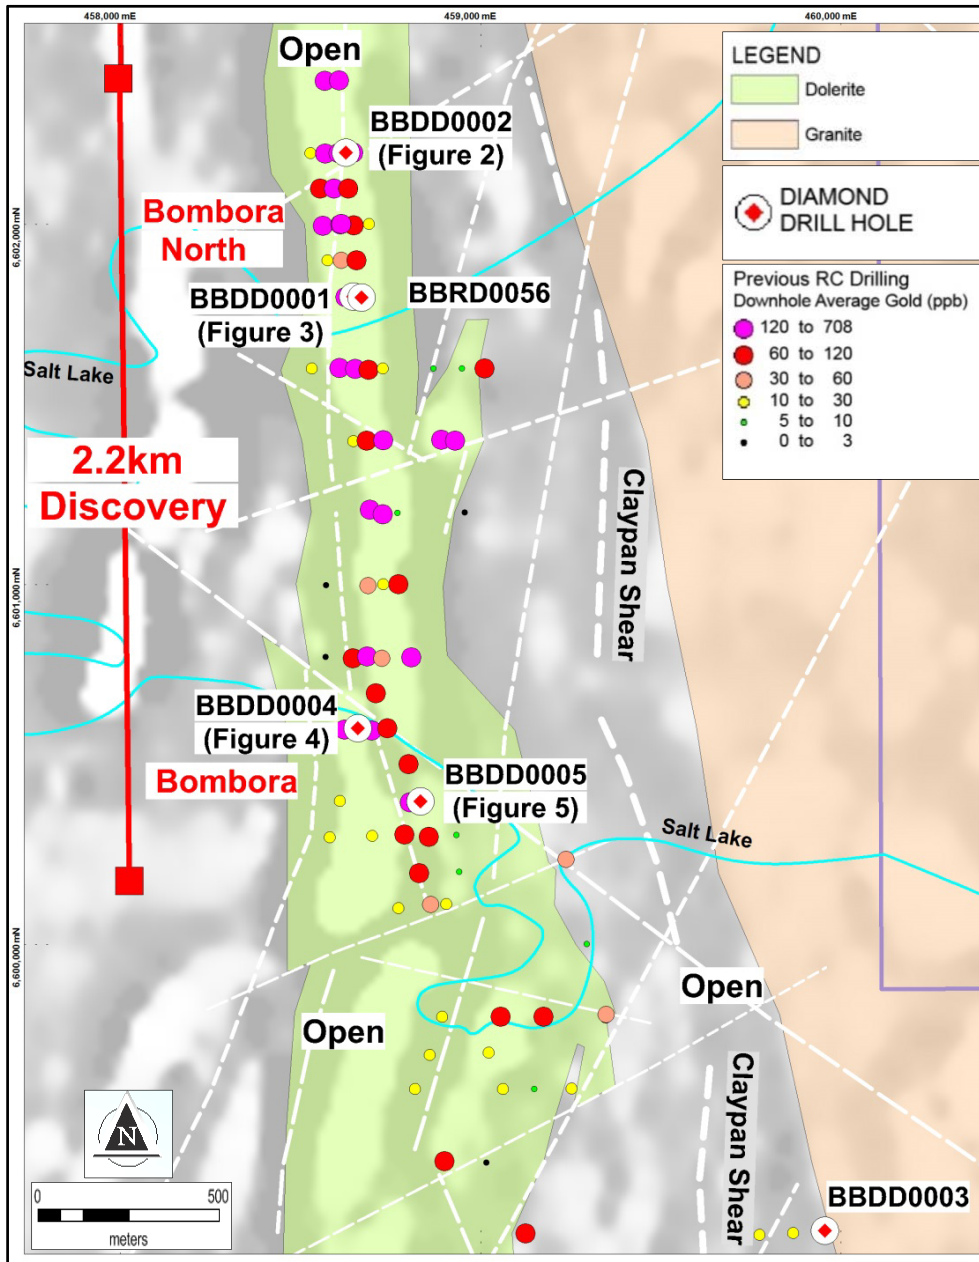 458,000 mE
459,000 mE
460,000 mE
Open
LEGEND
Dolerite
Granite
BBDD0002
(Figure 2)
DIAMOND
DRILL HOLE
Bombora
North
6,602,000 mN
BBDD0001
(Figure 3)
BBRD0056
Previous RC Drilling
Downhole Average Gold (ppb)
120 to 708
60 to 120
30 to 60
10 to 30
5 to 10
0 to 3
Salt Lake
2.2km
Discovery
Claypan Shear
6,601,000 mN
BBDD0004
(Figure 4)
Bombora
BBDD0005
(Figure 5)
Salt Lake
6,600,000 mN
Open
Open
Claypan Shear
N
0 500
meters
BBDD0003